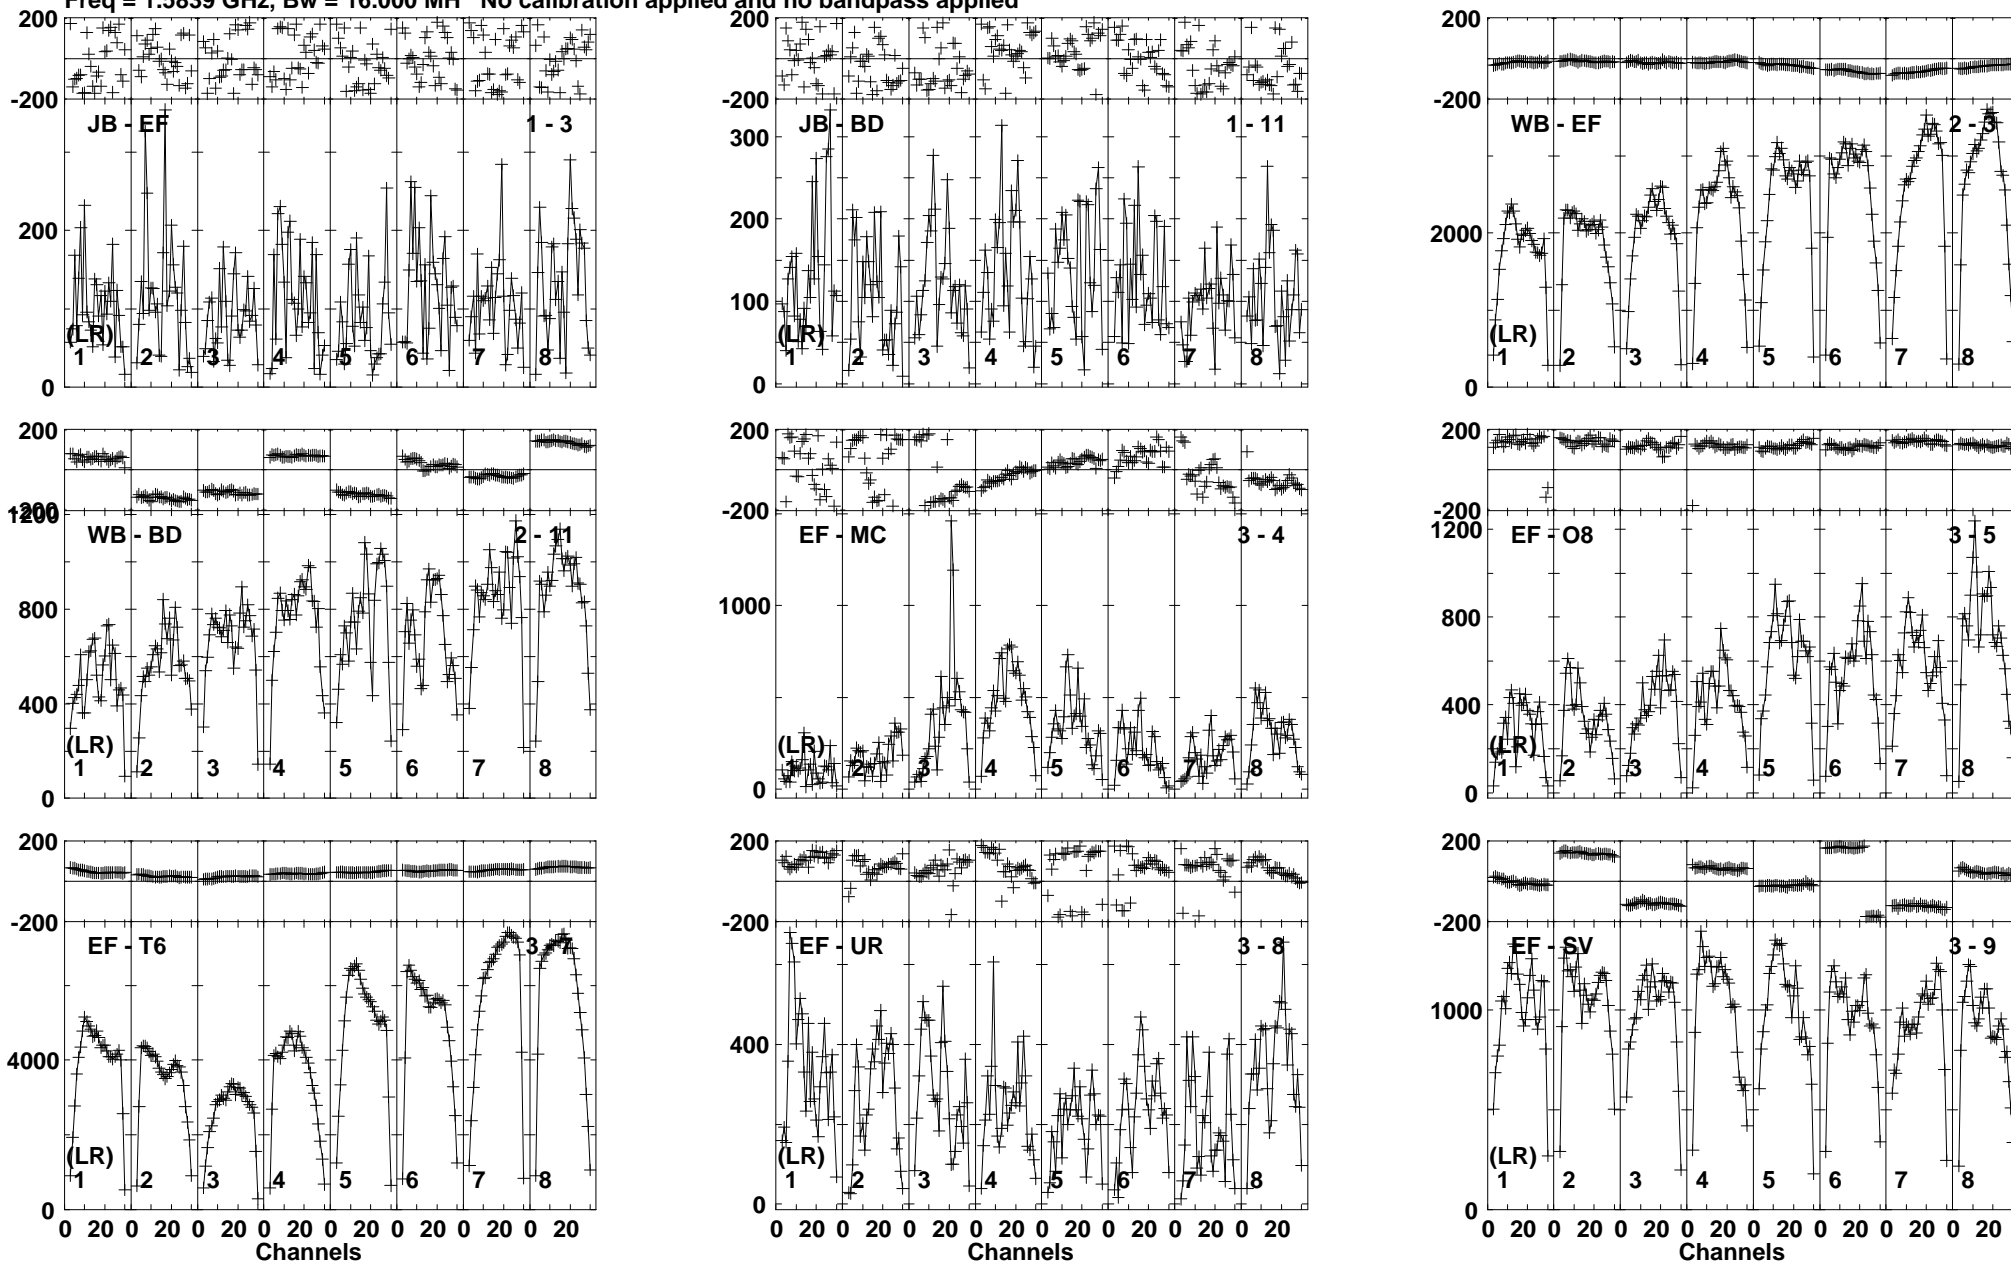 Freq = 1.5839 GHz, Bw = 16.000 MH No calibration applied and no bandpass applied
200
-200
JB - EF 1 - 3
200
0
(LR)
1 2 3 4 5 6 7 8
200
-200
JB - BD 1 - 11
300
200
100
0
(LR)
1 2 3 4 5 6 7 8
200
-200
WB - EF 2 - 3
2000
0
(LR)
1 2 3 4 5 6 7 8
200
-200
1200
WB - BD 2 - 11
800
400
0
(LR)
1 2 3 4 5 6 7 8
200
-200
EF - MC 3 - 4
1000
0
(LR)
1 2 3 4 5 6 7 8
200
-200
1200
EF - O8 3 - 5
800
400
0
(LR)
1 2 3 4 5 6 7 8
200
-200
EF - T6 3 - 7
4000
0
(LR)
1 2 3 4 5 6 7 8
0 20 0 20 0 20 0 20 0 20 0 20 0 20 0 20
Channels
200
-200
EF - UR 3 - 8
400
0
(LR)
1 2 3 4 5 6 7 8
0 20 0 20 0 20 0 20 0 20 0 20 0 20 0 20
200
-200
EF - SV 3 - 9
1000
0
(LR)
1 2 3 4 5 6 7 8
0 20 0 20 0 20 0 20 0 20 0 20 0 20 0 20
Channels